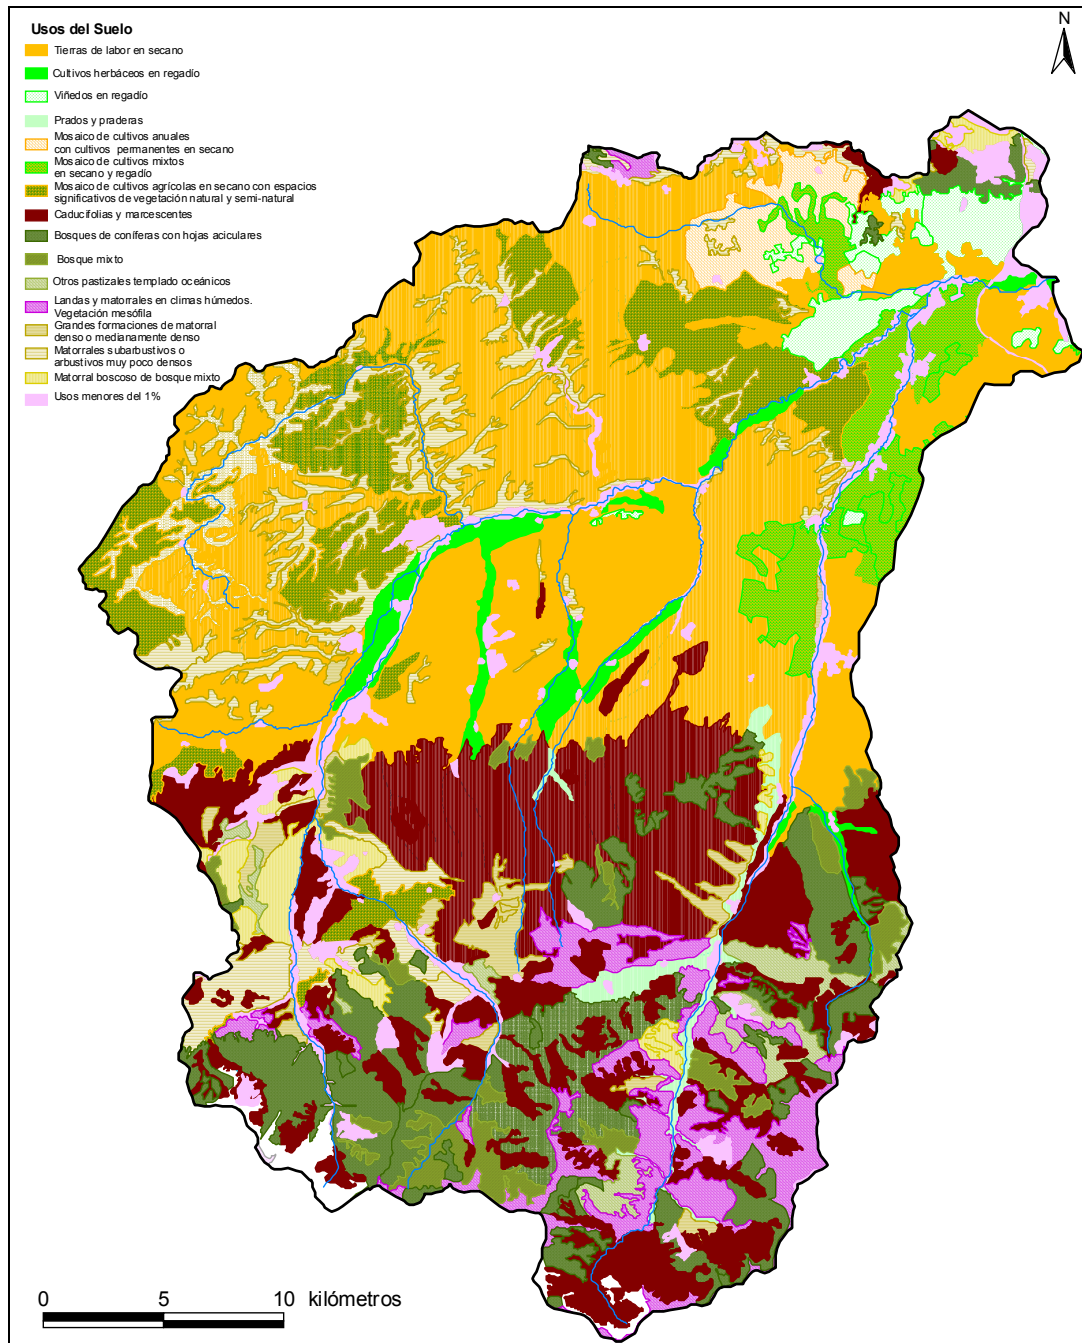 Usos del Suelo
N
Tierras de labor en secano
Cultivos herbáceos en regadío
Viñedos en regadío
Prados y praderas
Mosaico de cultivos anuales
con cultivos permanentes en secano
Mosaico de cultivos mixtos
en secano y regadío
Mosaico de cultivos agrícolas en secano con espacios
significativos de vegetación natural y semi-natural
Caducifolias y marcescentes
Bosques de coníferas con hojas aciculares
Bosque mixto
Otros pastizales templado oceánicos
Landas y matorrales en climas húmedos.
Vegetación mesófila
Grandes formaciones de matorral
denso o medianamente denso
Matorrales subarbustivos o
arbustivos muy poco densos
Matorral boscoso de bosque mixto
Usos menores del 1%
0 5 10 kilómetros